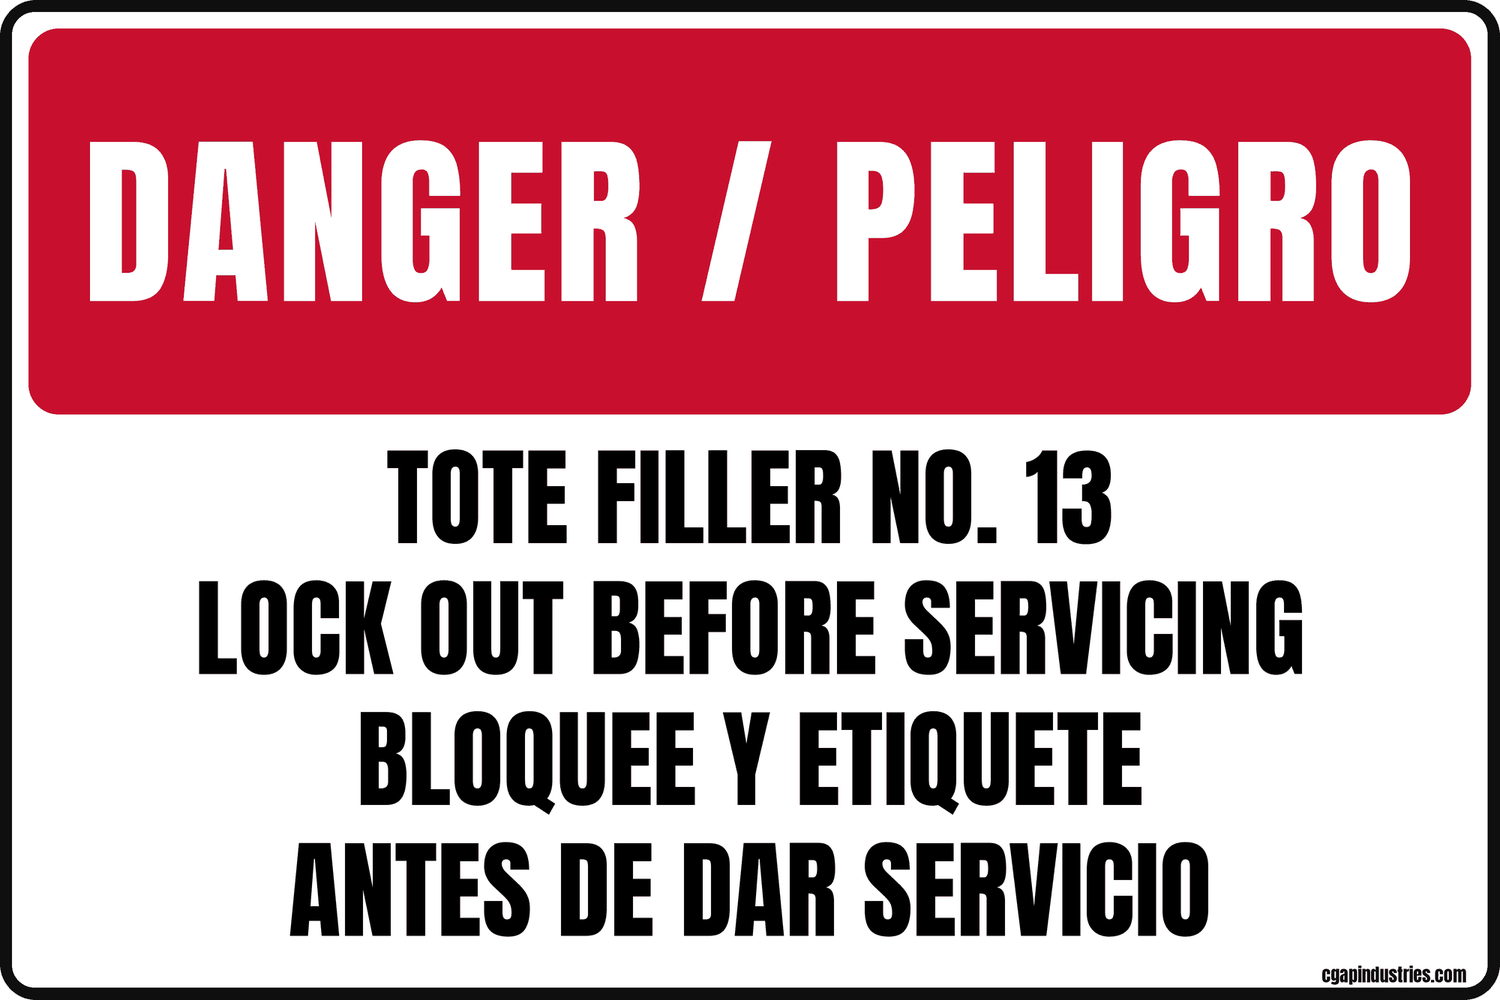 DANGER / PELIGRO
TOTE FILLER NO. 13
LOCK OUT BEFORE SERVICING
BLOQUEE Y ETIQUETE
ANTES DE DAR SERVICIO
cgapindustries.com